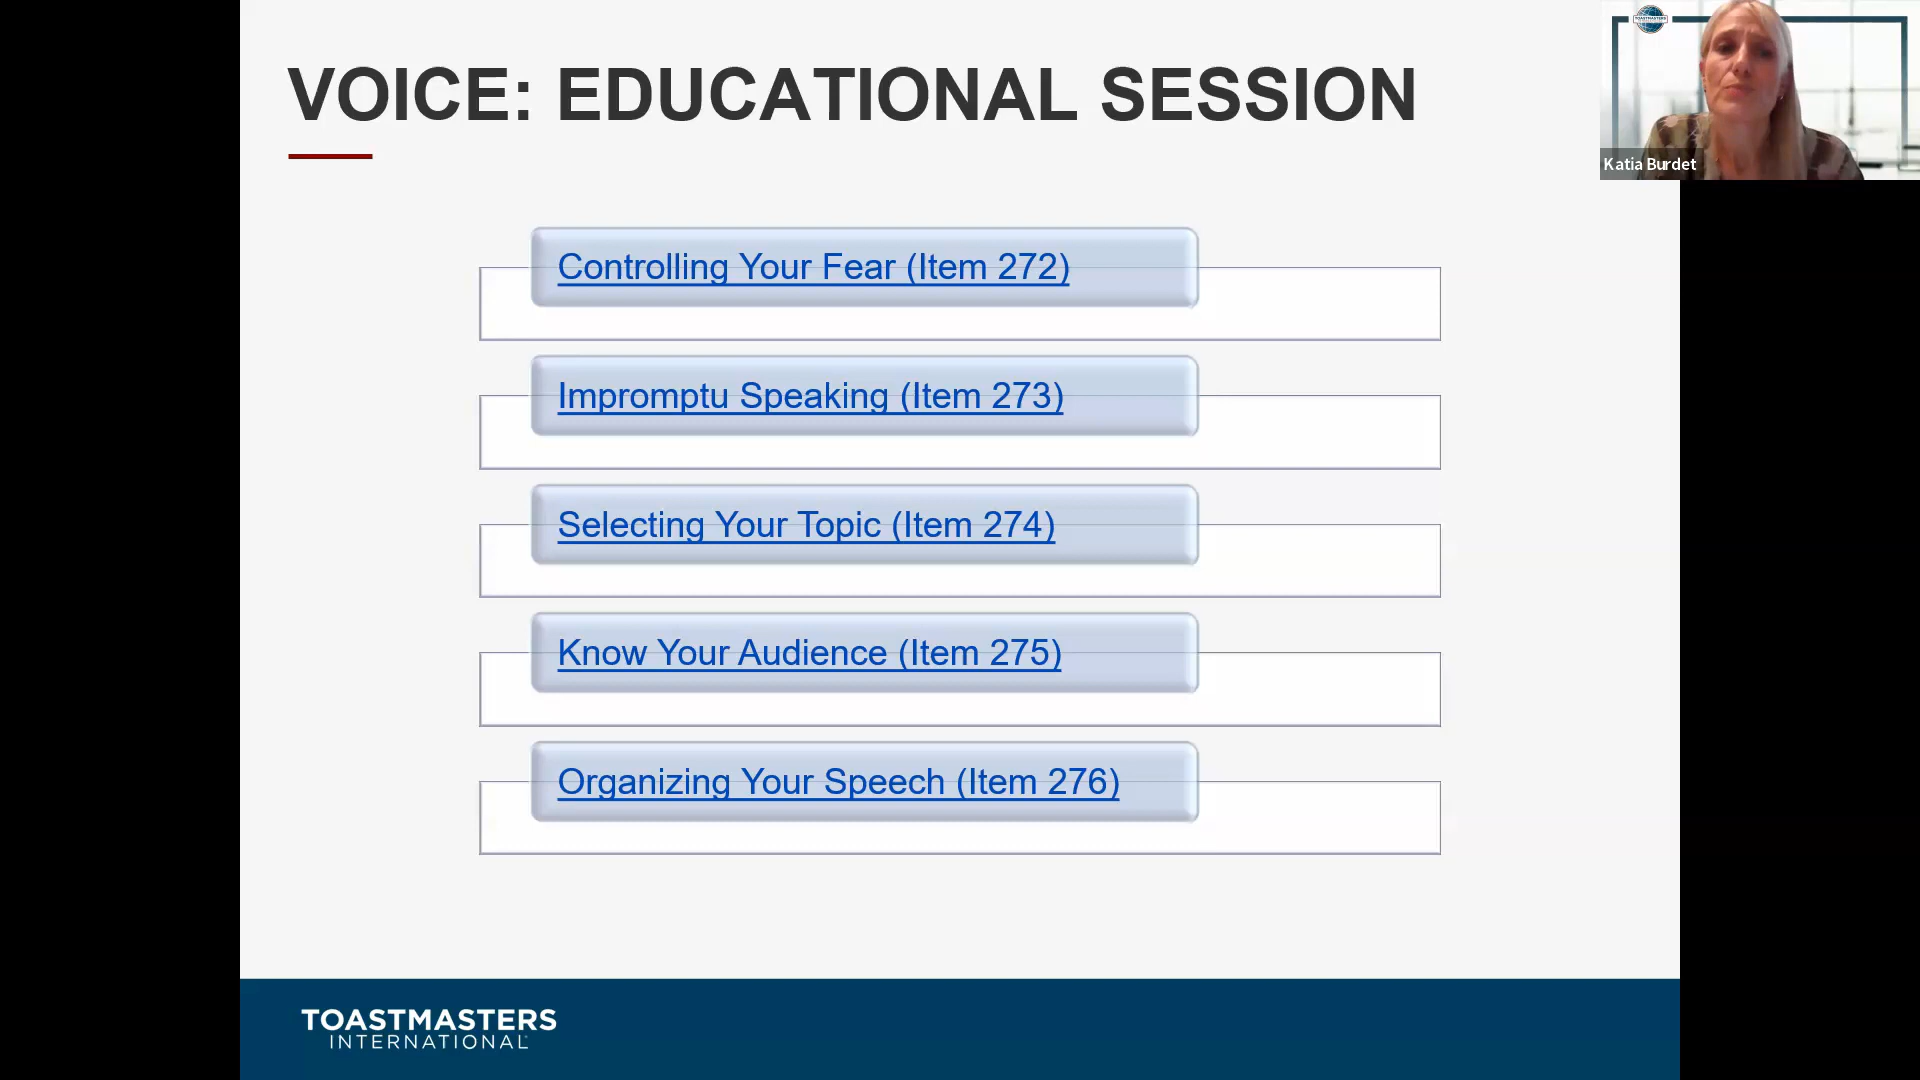 VOICE: EDUCATIONAL SESSION
Katia Burdet
Controlling Your Fear (Item 272)
Impromptu Speaking (Item 273)
Selecting Your Topic (Item 274)
Know Your Audience (Item 275)
Organizing Your Speech (Item 276)
TOASTMASTERS
INTERNATIONAL
TOASTMASTERS